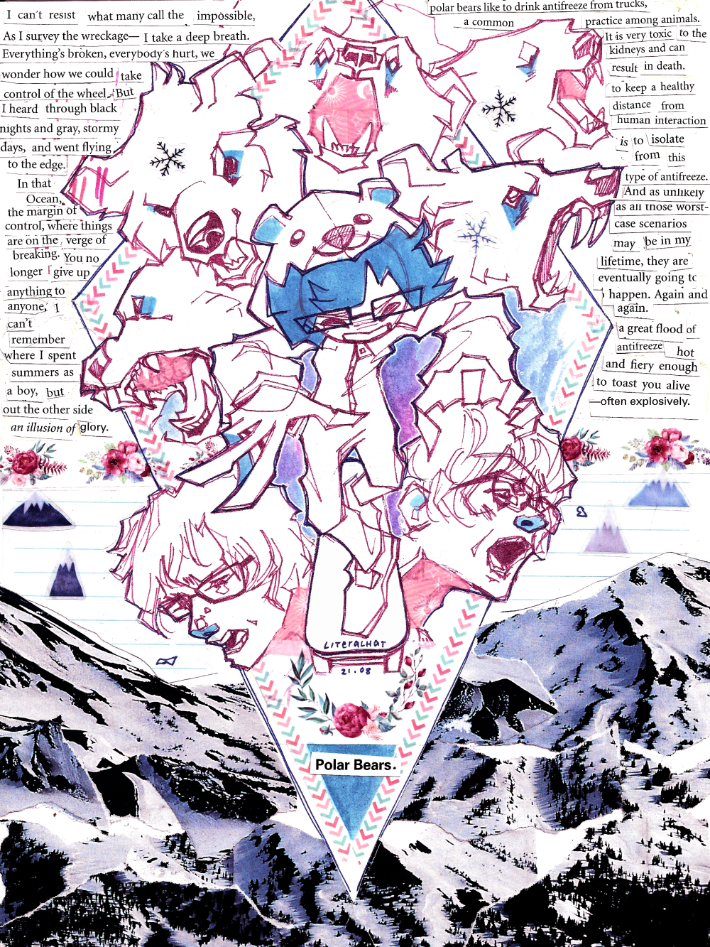 I can't resist what many call the impossible,
As I survey the wreckage— I take a deep breath.
Everything's broken, everybody's hurt, we
wonder how we could take
control of the wheel. But
I heard through black
nights and gray, stormy
days, and went flying
to the edge.
In that
Ocean,
the margin of
control, where things
are on the verge of
breaking. You no
longer give up
anything to
anyone, I
can't
remember
where I spent
summers as
a boy, but
out the other side
an illusion of glory.
polar bears like to drink antifreeze from trucks,
a common practice among animals.
It is very toxic to the
kidneys and can
result in death.
to keep a healthy
distance from
human interaction
is to isolate
from this
type of antifreeze.
And as unlikely
as all those worst-
case scenarios
may be in my
lifetime, they are
eventually going to
happen. Again and
again.
a great flood of
antifreeze hot
and fiery enough
to toast you alive
—often explosively.
LITERALHAT
21.08
Polar Bears.